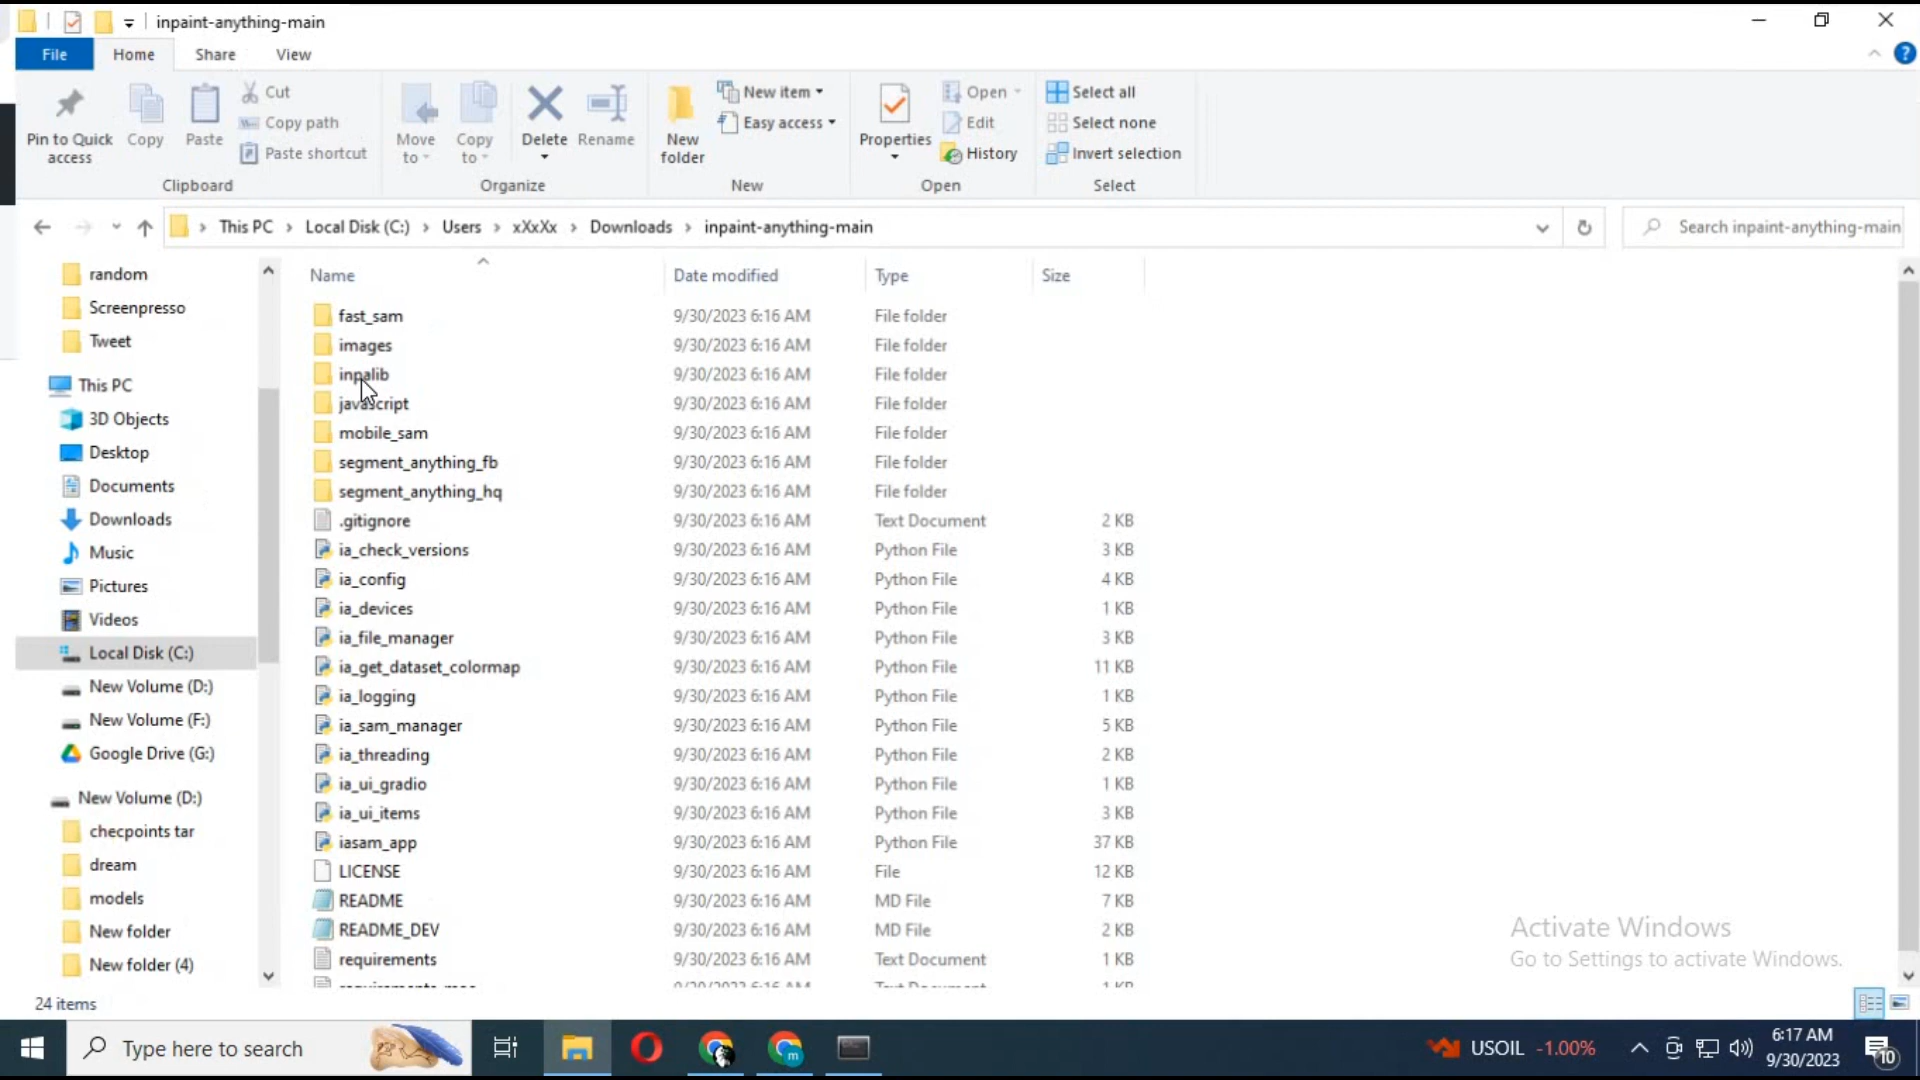 inpaint-anything-main
File Home Share View
Pin to Quick access
Copy
Paste
Cut
Copy path
Paste shortcut
Clipboard
Move to
Copy to
Delete
Rename
Organize
New folder
New item
Easy access
New
Properties
Open
Edit
History
Open
Select all
Select none
Invert selection
Select
This PC Local Disk (C:) Users xXxXx Downloads inpaint-anything-main
Search inpaint-anything-main
random
Screenpresso
Tweet
This PC
3D Objects
Desktop
Documents
Downloads
Music
Pictures
Videos
Local Disk (C:)
New Volume (D:)
New Volume (F:)
Google Drive (G:)
New Volume (D:)
checpoints tar
dream
models
New folder
New folder (4)
Name Date modified Type Size
fast_sam 9/30/2023 6:16 AM File folder
images 9/30/2023 6:16 AM File folder
inpalib 9/30/2023 6:16 AM File folder
javascript 9/30/2023 6:16 AM File folder
mobile_sam 9/30/2023 6:16 AM File folder
segment_anything_fb 9/30/2023 6:16 AM File folder
segment_anything_hq 9/30/2023 6:16 AM File folder
.gitignore 9/30/2023 6:16 AM Text Document 2 KB
ia_check_versions 9/30/2023 6:16 AM Python File 3 KB
ia_config 9/30/2023 6:16 AM Python File 4 KB
ia_devices 9/30/2023 6:16 AM Python File 1 KB
ia_file_manager 9/30/2023 6:16 AM Python File 3 KB
ia_get_dataset_colormap 9/30/2023 6:16 AM Python File 11 KB
ia_logging 9/30/2023 6:16 AM Python File 1 KB
ia_sam_manager 9/30/2023 6:16 AM Python File 5 KB
ia_threading 9/30/2023 6:16 AM Python File 2 KB
ia_ui_gradio 9/30/2023 6:16 AM Python File 1 KB
ia_ui_items 9/30/2023 6:16 AM Python File 3 KB
iasam_app 9/30/2023 6:16 AM Python File 37 KB
LICENSE 9/30/2023 6:16 AM File 12 KB
README 9/30/2023 6:16 AM MD File 7 KB
README_DEV 9/30/2023 6:16 AM MD File 2 KB
requirements 9/30/2023 6:16 AM Text Document 1 KB
Activate Windows
Go to Settings to activate Windows.
24 items
Type here to search
USOIL -1.00%
6:17 AM
9/30/2023
10